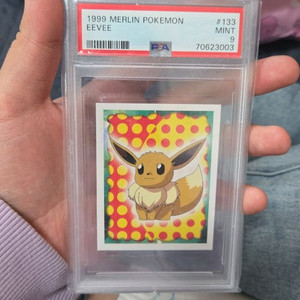 1999 MERLIN POKEMON #133
EEVEE MINT
9
PSA 70623003